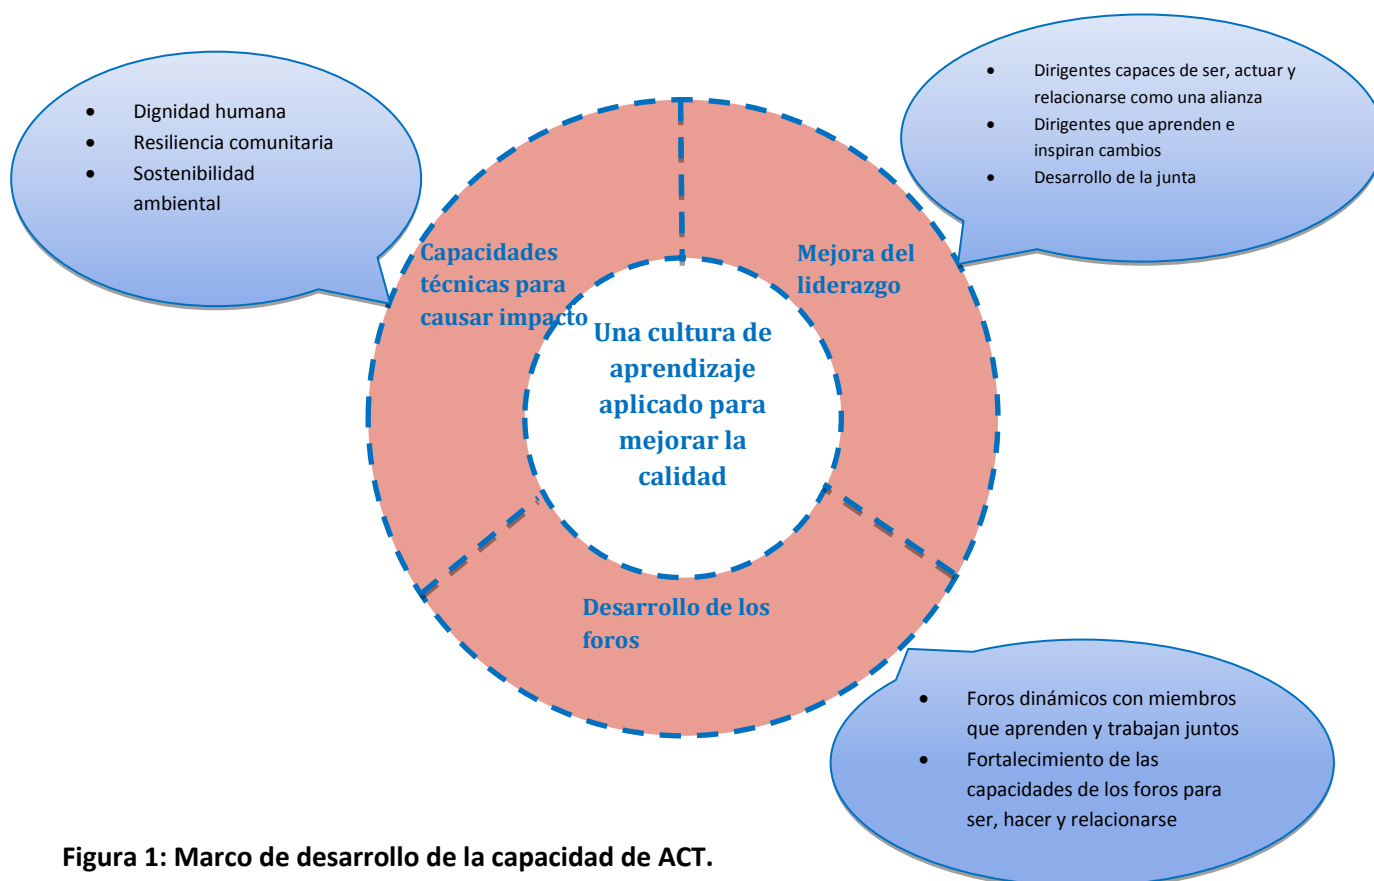 • Dignidad humana
• Resiliencia comunitaria
• Sostenibilidad
ambiental
• Dirigentes capaces de ser, actuar y
relacionarse como una alianza
• Dirigentes que aprenden e
inspiran cambios
• Desarrollo de la junta
Capacidades
técnicas para
causar impacto
Mejora del
liderazgo
Una cultura de
aprendizaje
aplicado para
mejorar la
calidad
Desarrollo de los
foros
• Foros dinámicos con miembros
que aprenden y trabajan juntos
• Fortalecimiento de las
capacidades de los foros para
ser, hacer y relacionarse
Figura 1: Marco de desarrollo de la capacidad de ACT.